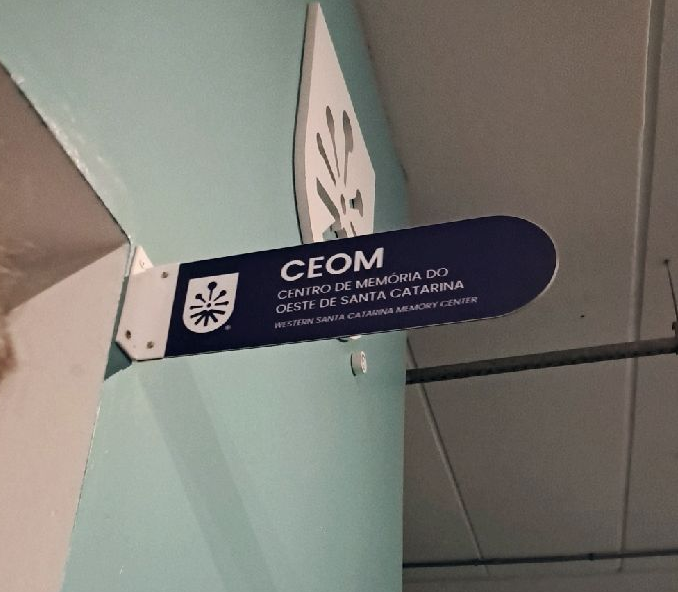 CEOM
CENTRO DE MEMÓRIA DO
OESTE DE SANTA CATARINA
WESTERN SANTA CATARINA MEMORY CENTER